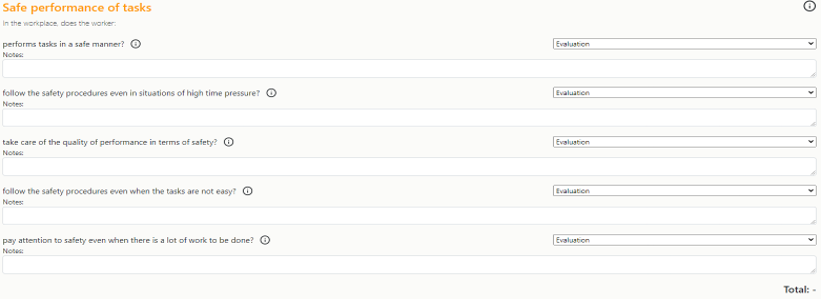 Safe performance of tasks
In the workplace, does the worker:
performs tasks in a safe manner? Evaluation
Notes:
follow the safety procedures even in situations of high time pressure? Evaluation
Notes:
take care of the quality of performance in terms of safety? Evaluation
Notes:
follow the safety procedures even when the tasks are not easy? Evaluation
Notes:
pay attention to safety even when there is a lot of work to be done? Evaluation
Notes:
Total: -